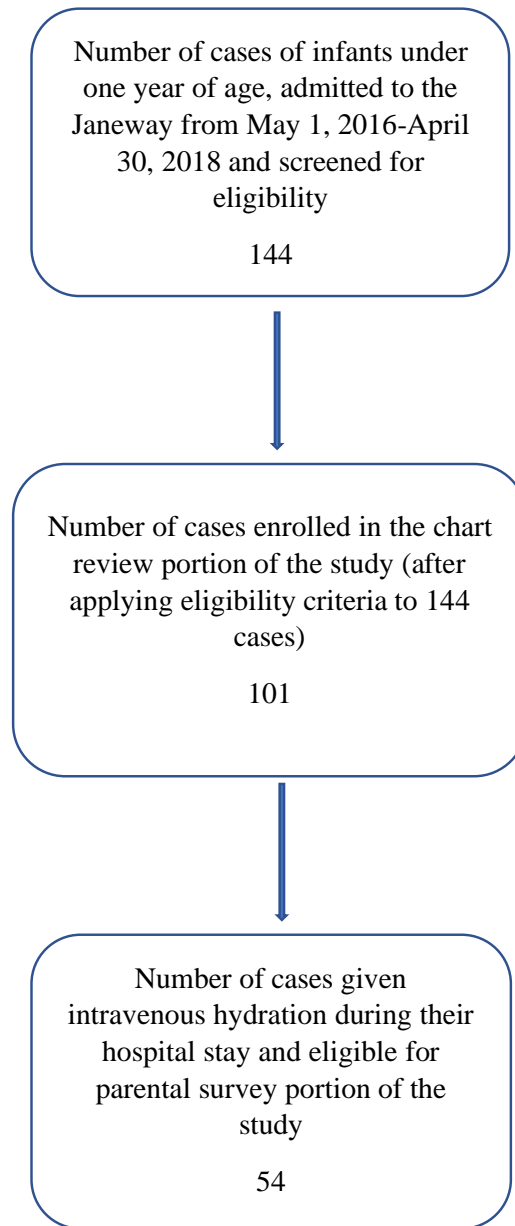 Number of cases of infants under
one year of age, admitted to the
Janeway from May 1, 2016-April
30, 2018 and screened for
eligibility
144
Number of cases enrolled in the chart
review portion of the study (after
applying eligibility criteria to 144
cases)
101
Number of cases given
intravenous hydration during their
hospital stay and eligible for
parental survey portion of the
study
54